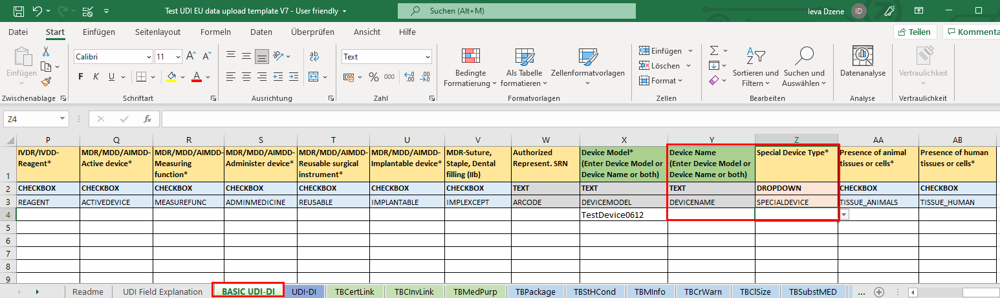 Test UDI EU data upload template V7 - User friendly
Suchen (Alt+M)
Ieva Dzene
ID
Datei Start Einfügen Seitenlayout Formeln Daten Überprüfen Ansicht Hilfe
Teilen
Kommenta
Einfügen
Calibri 11
F K U
Text
% 000
Bedingte
Formatierung
Als Tabelle
formatieren
Zellenformatvorlagen
Einfügen
Löschen
Format
Sortieren und
Filtern
Suchen und
Auswählen
Datenanalyse
Vertraulichkeit
Zwischenablage Schriftart Ausrichtung Zahl Formatvorlagen Zellen Bearbeiten Analyse Vertraulichkeit
Z4
fx
P Q R S T U V W X Y Z AA AB
1
IVDR/IVDD-
Reagent*
MDR/MDD/AIMDD-
Active device*
MDR/MDD/AIMDD-
Measuring
function*
MDR/MDD/AIMDD-
Administer device*
MDR/MDD/AIMDD-
Reusable surgical
instrument*
MDR/MDD/AIMDD-
Implantable device*
MDR-Suture,
Staple, Dental
filling (IIb)
Authorized
Represent. SRN
Device Model*
(Enter Device Model or
Device Name or both)
Device Name
(Enter Device Model or
Device Name or both)
Special Device Type*
Presence of animal
tissues or cells*
Presence of human
tissues or cells*
2 CHECKBOX CHECKBOX CHECKBOX CHECKBOX CHECKBOX CHECKBOX CHECKBOX TEXT TEXT TEXT DROPDOWN CHECKBOX CHECKBOX
3 REAGENT ACTIVEDEVICE MEASUREFUNC ADMINMEDICINE REUSABLE IMPLANTABLE IMPLEXCEPT ARCODE DEVICEMODEL DEVICENAME SPECIALDEVICE TISSUE_ANIMALS TISSUE_HUMAN
4 TestDevice0612
5
6
7
8
9
Readme UDI Field Explanation BASIC UDI-DI UDI-DI TBCertLink TBCInvLink TBMedPurp TBPackage TBStHCond TBMInfo TBCrWarn TBClSize TBSubstMED ...